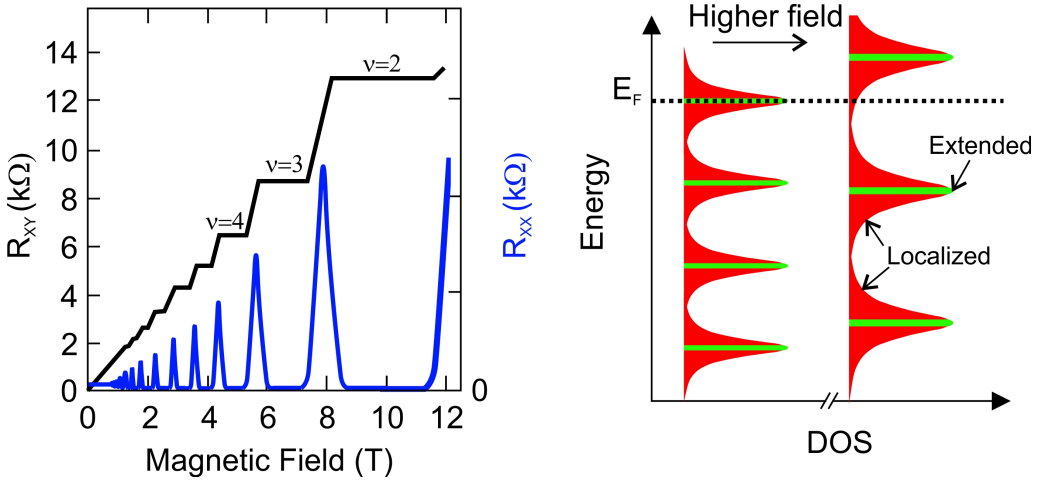 14
12
10
8
6
4
2
0
R_XY (kΩ)
ν=2
ν=3
ν=4
0
R_XX (kΩ)
0 2 4 6 8 10 12
Magnetic Field (T)
Higher field
E_F
Energy
Extended
Localized
DOS